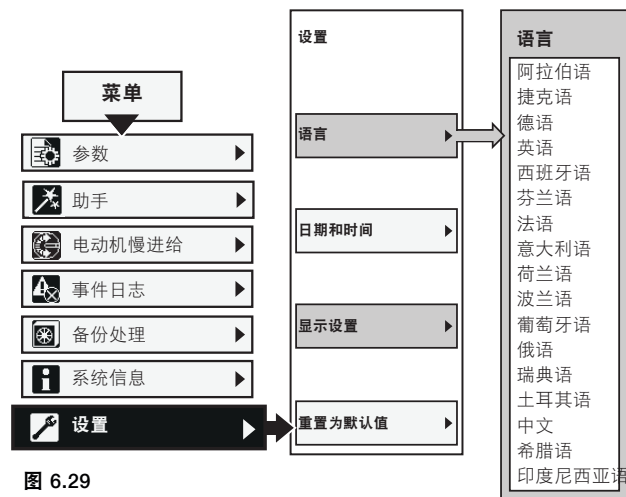 菜单
参数
助手
电动机慢进给
事件日志
备份处理
系统信息
设置
图 6.29
设置
语言
日期和时间
显示设置
重置为默认值
语言
阿拉伯语
捷克语
德语
英语
西班牙语
芬兰语
法语
意大利语
荷兰语
波兰语
葡萄牙语
俄语
瑞典语
土耳其语
中文
希腊语
印度尼西亚语